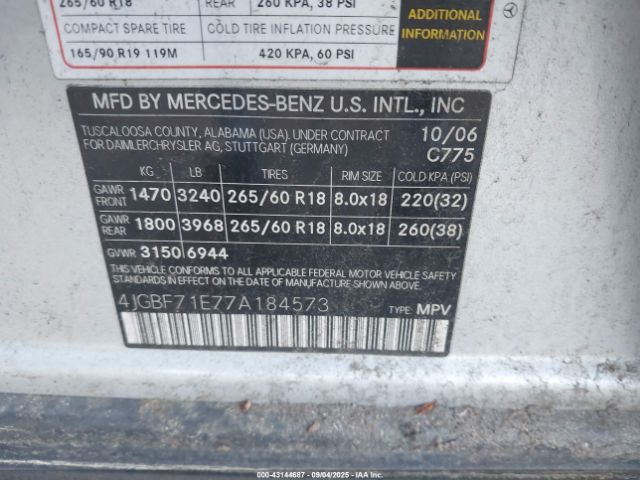 265/60 R18 REAR 260 KPA, 38 PSI
COMPACT SPARE TIRE COLD TIRE INFLATION PRESSURE
165/90 R19 119M 420 KPA, 60 PSI
ADDITIONAL
INFORMATION
MFD BY MERCEDES-BENZ U.S. INTL., INC
TUSCALOOSA COUNTY, ALABAMA (USA). UNDER CONTRACT 10/06
FOR DAIMLERCHRYSLER AG, STUTTGART (GERMANY) C775
KG LB TIRES RIM SIZE COLD KPA (PSI)
GAWR FRONT 1470 3240 265/60 R18 8.0x18 220(32)
GAWR REAR 1800 3968 265/60 R18 8.0x18 260(38)
GVWR 3150 6944
THIS VEHICLE CONFORMS TO ALL APPLICABLE FEDERAL MOTOR VEHICLE SAFETY,
BUMPER AND THEFT PREVENTION STANDARDS IN EFFECT ON THE DATE OF MANUFACTURE SHOWN ABOVE.
4JGBF71E77A184573 TYPE: MPV
000-43144687 - 09/04/2025 - IAA Inc.